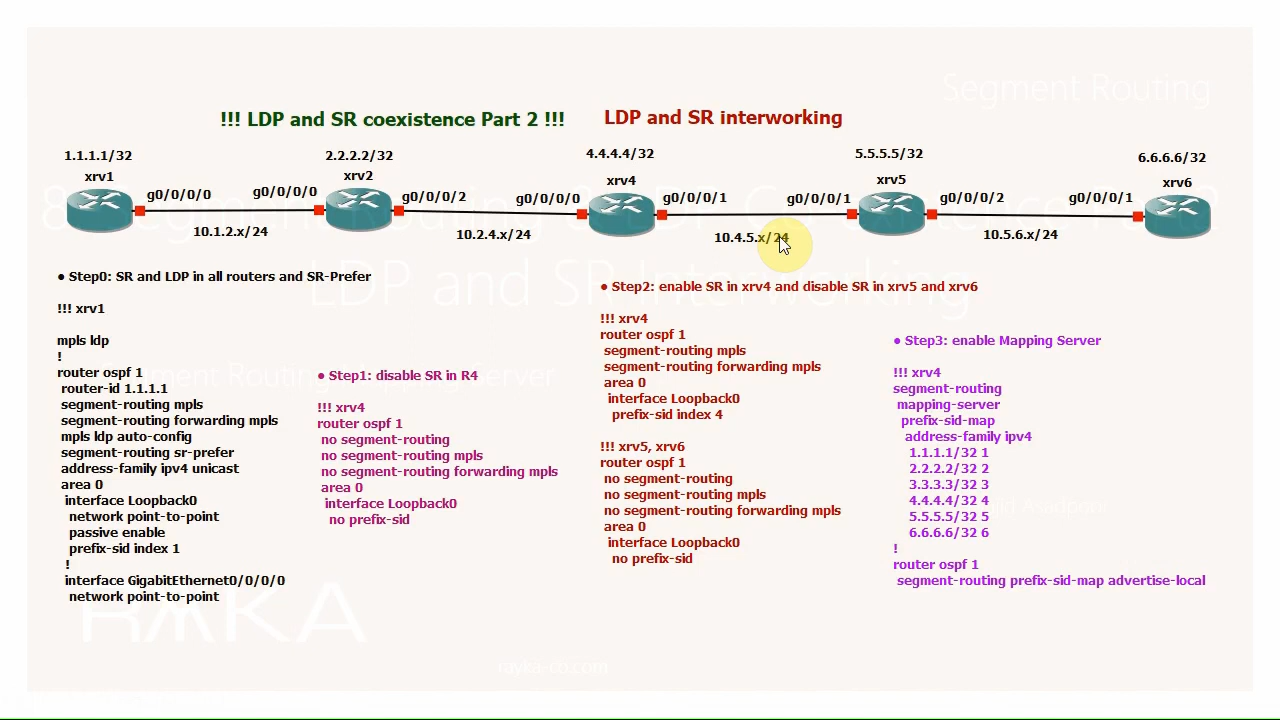 Segment Routing
!!! LDP and SR coexistence Part 2 !!!
LDP and SR interworking
1.1.1.1/32
2.2.2.2/32
4.4.4.4/32
5.5.5.5/32
6.6.6.6/32
xrv1
xrv2
xrv4
xrv5
xrv6
g0/0/0/0
g0/0/0/0
g0/0/0/2
g0/0/0/0
g0/0/0/1
g0/0/0/1
g0/0/0/2
g0/0/0/1
10.1.2.x/24
10.2.4.x/24
10.4.5.x/24
10.5.6.x/24
LDP and SR Interworking
● Step0: SR and LDP in all routers and SR-Prefer
!!! xrv1
mpls ldp
!
router ospf 1
router-id 1.1.1.1
segment-routing mpls
segment-routing forwarding mpls
mpls ldp auto-config
segment-routing sr-prefer
address-family ipv4 unicast
area 0
interface Loopback0
network point-to-point
passive enable
prefix-sid index 1
!
interface GigabitEthernet0/0/0/0
network point-to-point
● Step1: disable SR in R4
!!! xrv4
router ospf 1
no segment-routing
no segment-routing mpls
no segment-routing forwarding mpls
area 0
interface Loopback0
no prefix-sid
● Step2: enable SR in xrv4 and disable SR in xrv5 and xrv6
!!! xrv4
router ospf 1
segment-routing mpls
segment-routing forwarding mpls
area 0
interface Loopback0
prefix-sid index 4
!!! xrv5, xrv6
router ospf 1
no segment-routing
no segment-routing mpls
no segment-routing forwarding mpls
area 0
interface Loopback0
no prefix-sid
● Step3: enable Mapping Server
!!! xrv4
segment-routing
mapping-server
prefix-sid-map
address-family ipv4
1.1.1.1/32 1
2.2.2.2/32 2
3.3.3.3/32 3
4.4.4.4/32 4
5.5.5.5/32 5
6.6.6.6/32 6
!
router ospf 1
segment-routing prefix-sid-map advertise-local
RAYKA
rayka-co.com